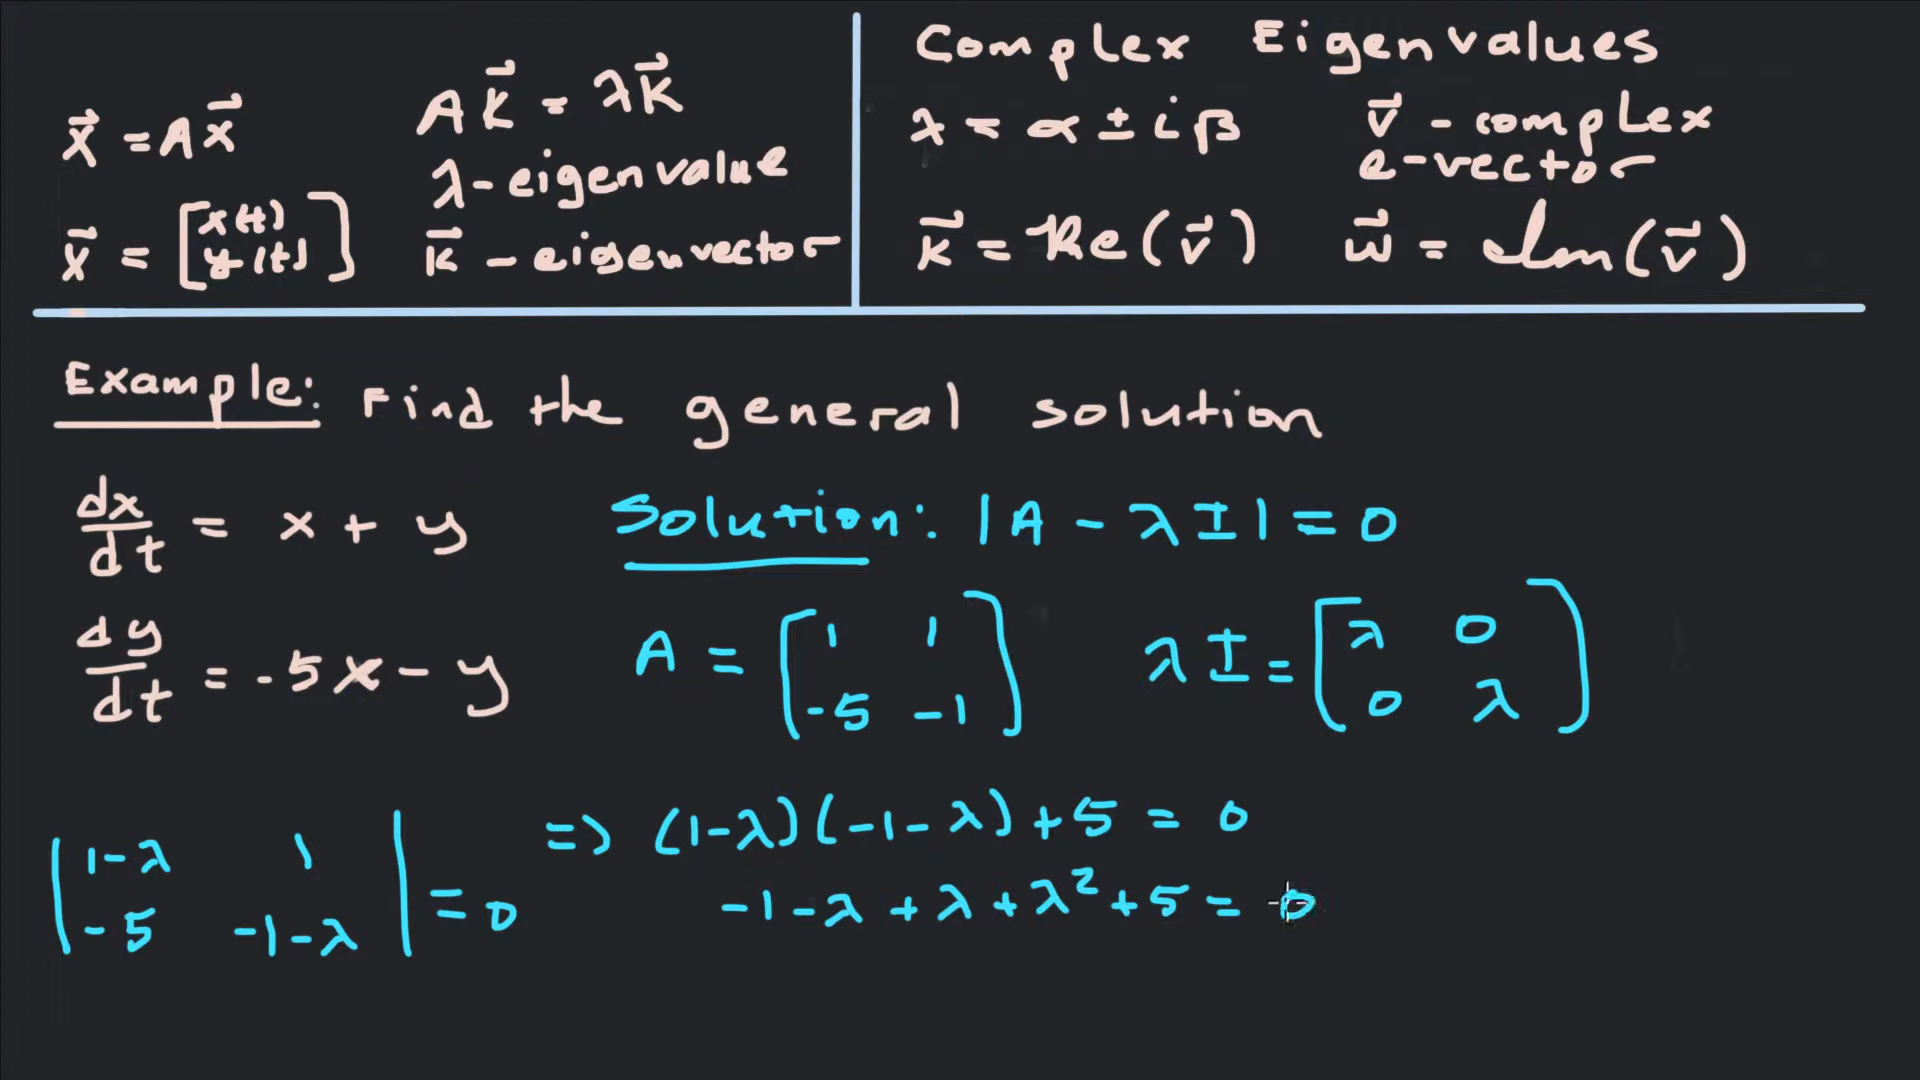 X⃗ = AX⃗
X⃗ = [x(t) y(t)]
AK⃗ = λK⃗
λ - eigenvalue
K⃗ - eigenvector
Complex Eigenvalues
λ = α ± iβ
v⃗ - complex
e-vector
K⃗ = Re(v⃗)
w⃗ = Im(v⃗)
Example: Find the general solution
dx/dt = x + y
dy/dt = -5x - y
Solution: |A - λI| = 0
A = [1 1; -5 -1]
λI = [λ 0; 0 λ]
|1-λ 1; -5 -1-λ| = 0
=> (1-λ)(-1-λ) + 5 = 0
-1 - λ + λ + λ² + 5 = 0